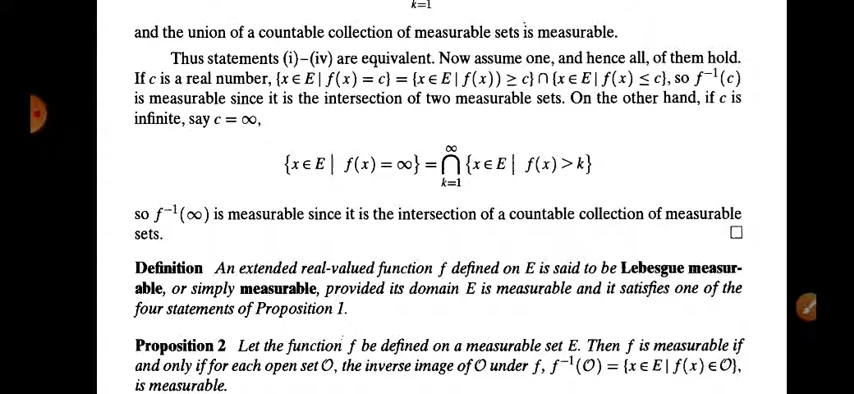 k=1
and the union of a countable collection of measurable sets is measurable.
Thus statements (i)–(iv) are equivalent. Now assume one, and hence all, of them hold.
If c is a real number, {x ∈ E | f(x) = c} = {x ∈ E | f(x)) ≥ c} ∩ {x ∈ E | f(x) ≤ c}, so f⁻¹(c)
is measurable since it is the intersection of two measurable sets. On the other hand, if c is
infinite, say c = ∞,
{x ∈ E | f(x) = ∞} = ∞⋂k=1 {x ∈ E | f(x) > k}
so f⁻¹(∞) is measurable since it is the intersection of a countable collection of measurable
sets. □
Definition An extended real-valued function f defined on E is said to be Lebesgue measur-
able, or simply measurable, provided its domain E is measurable and it satisfies one of the
four statements of Proposition 1.
Proposition 2 Let the function f be defined on a measurable set E. Then f is measurable if
and only if for each open set O, the inverse image of O under f, f⁻¹(O) = {x ∈ E | f(x) ∈ O},
is measurable.